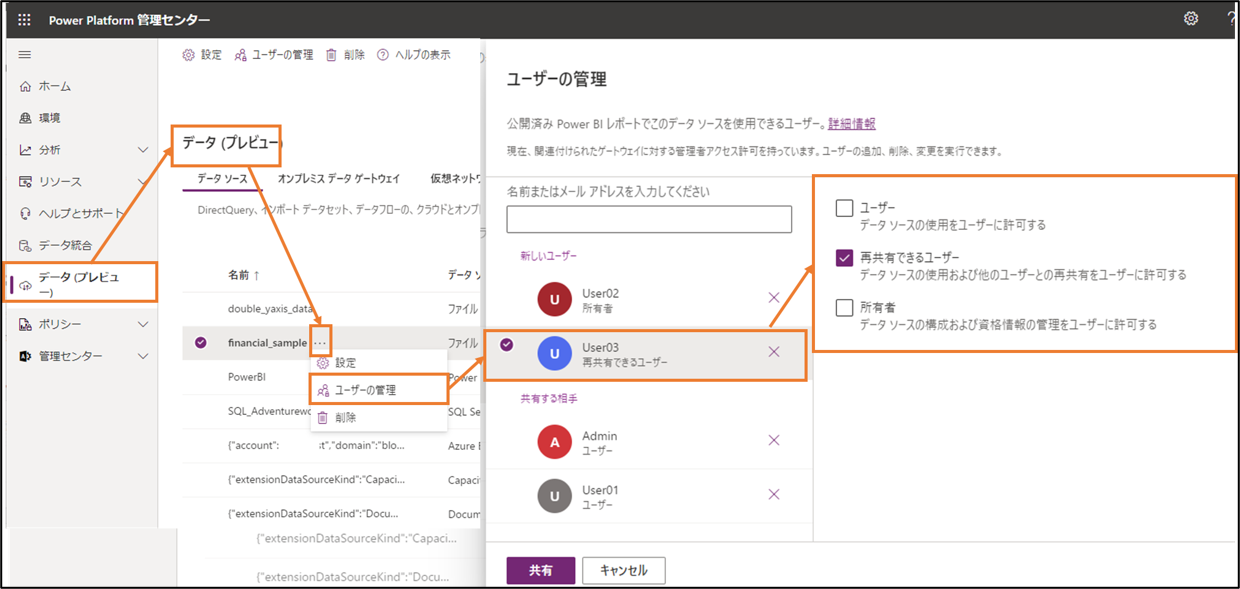 Power Platform 管理センター
ホーム
環境
分析
リソース
ヘルプとサポート
データ統合
データ (プレビュ
ー)
ポリシー
管理センター
設定 ユーザーの管理 削除 ヘルプの表示
データ (プレビュー)
データ ソース オンプレミス データ ゲートウェイ 仮想ネットワ
DirectQuery、インポート データセット、データフローの、クラウドとオンプ
名前 ↑ データ ソ
double_yaxis_data ファイル
financial_sample ... ファイル
設定
PowerBI Power
ユーザーの管理
SQL_Adventurewo SQL Se
削除
{"account": :t","domain":"blo... Azure B
{"extensionDataSourceKind":"Capaci... Capaci
{"extensionDataSourceKind":"Docu... Docum
{"extensionDataSourceKind":"Capaci...
{"extensionDataSourceKind":"Docu...
ユーザーの管理
公開済み Power BI レポートでこのデータ ソースを使用できるユーザー。詳細情報
現在、関連付けられたゲートウェイに対する管理者アクセス許可を持っています。ユーザーの追加、削除、変更を実行できます。
名前またはメール アドレスを入力してください
新しいユーザー
U User02
所有者
U User03
再共有できるユーザー
共有する相手
A Admin
ユーザー
U User01
ユーザー
共有 キャンセル
ユーザー
データ ソースの使用をユーザーに許可する
再共有できるユーザー
データ ソースの使用および他のユーザーとの再共有をユーザーに許可する
所有者
データ ソースの構成および資格情報の管理をユーザーに許可する